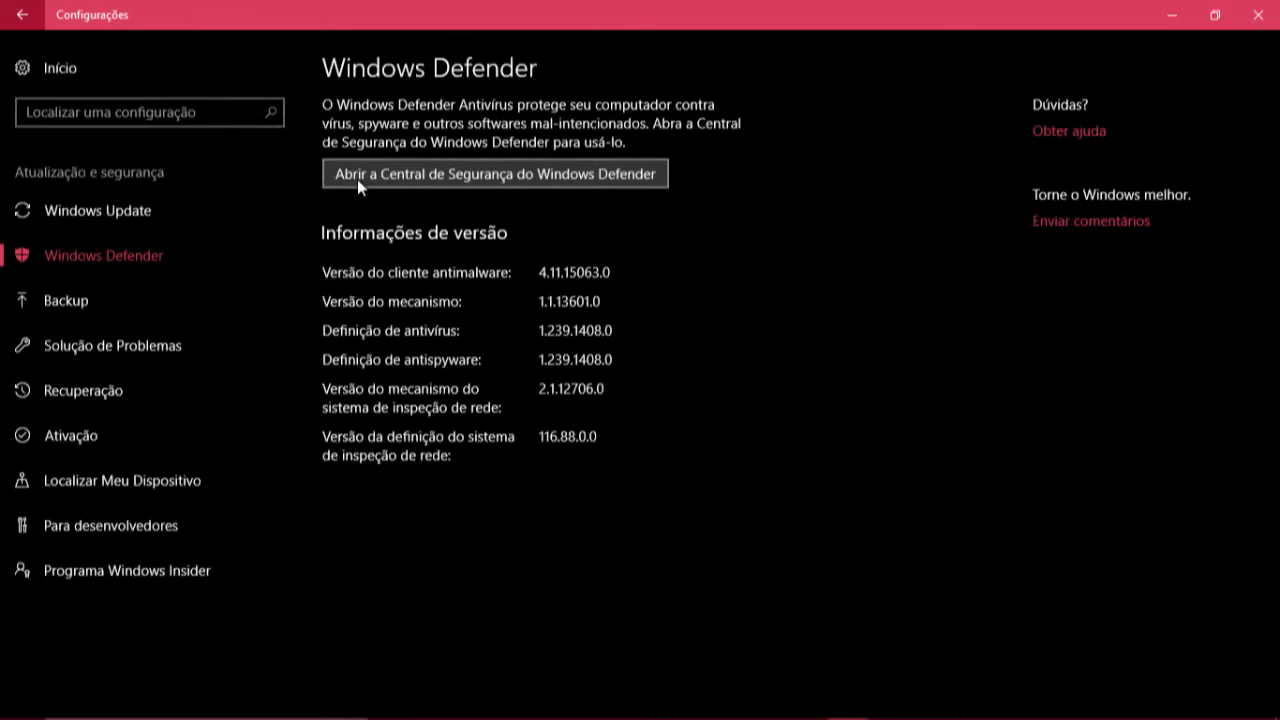 Configurações
Início
Localizar uma configuração
Atualização e segurança
Windows Update
Windows Defender
Backup
Solução de Problemas
Recuperação
Ativação
Localizar Meu Dispositivo
Para desenvolvedores
Programa Windows Insider
Windows Defender
O Windows Defender Antivírus protege seu computador contra
vírus, spyware e outros softwares mal-intencionados. Abra a Central
de Segurança do Windows Defender para usá-lo.
Abrir a Central de Segurança do Windows Defender
Informações de versão
Versão do cliente antimalware: 4.11.15063.0
Versão do mecanismo: 1.1.13601.0
Definição de antivírus: 1.239.1408.0
Definição de antispyware: 1.239.1408.0
Versão do mecanismo do 2.1.12706.0
sistema de inspeção de rede:
Versão da definição do sistema 116.88.0.0
de inspeção de rede:
Dúvidas?
Obter ajuda
Torne o Windows melhor.
Enviar comentários